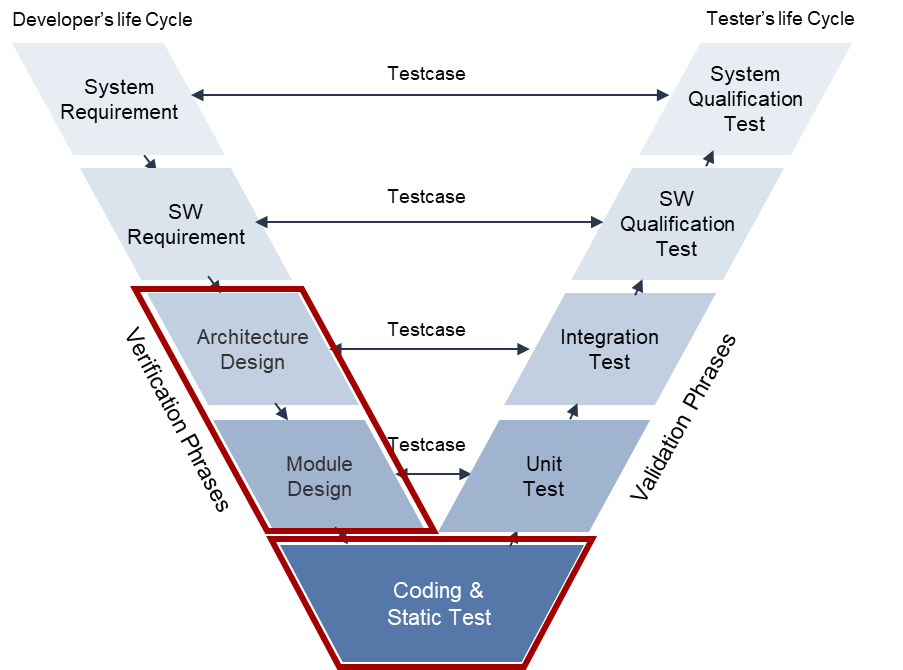 Developer's life Cycle
Tester's life Cycle
System
Requirement
Testcase
System
Qualification
Test
SW
Requirement
Testcase
SW
Qualification
Test
Architecture
Design
Testcase
Integration
Test
Verification Phrases
Validation Phrases
Module
Design
Testcase
Unit
Test
Coding &
Static Test